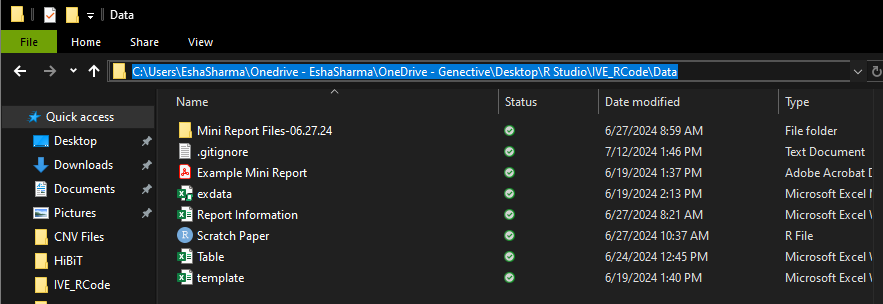 Data
File Home Share View
C:\Users\EshaSharma\Onedrive - EshaSharma\OneDrive - Genective\Desktop\R Studio\IVE_RCode\Data
Quick access
Desktop
Downloads
Documents
Pictures
CNV Files
HiBiT
IVE_RCode
Name Status Date modified Type
Mini Report Files-06.27.24 6/27/2024 8:59 AM File folder
.gitignore 7/12/2024 1:46 PM Text Document
Example Mini Report 6/19/2024 1:37 PM Adobe Acrobat D
exdata 6/19/2024 2:13 PM Microsoft Excel M
Report Information 6/27/2024 8:21 AM Microsoft Excel W
Scratch Paper 6/27/2024 10:37 AM R File
Table 6/24/2024 12:45 PM Microsoft Excel W
template 6/19/2024 1:40 PM Microsoft Excel W